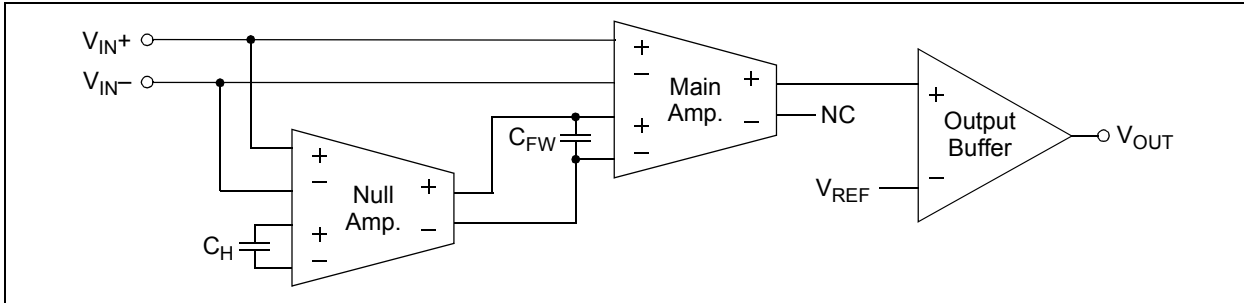 VIN+
VIN−
+
−
Main
Amp.
+
−
+
−
NC
+
−
Output
Buffer
VREF
VOUT
CFW
+
−
Null
Amp.
+
−
+
−
CH